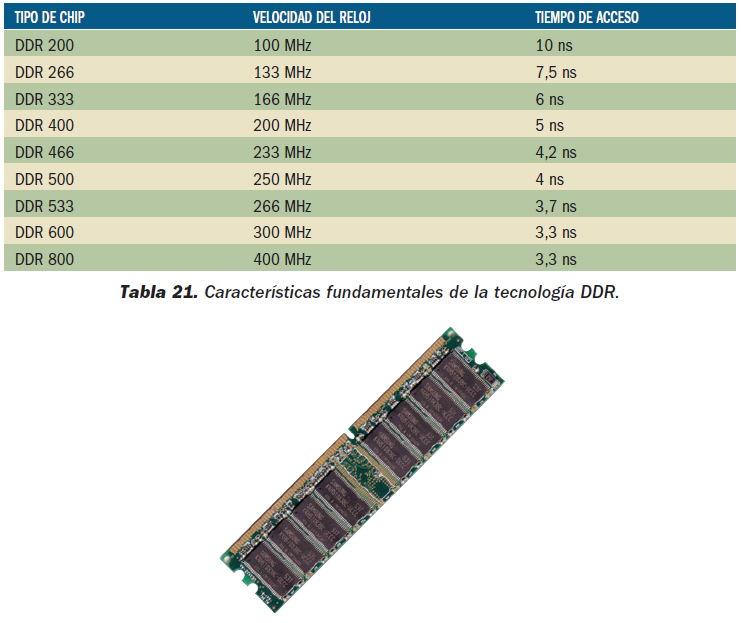 TIPO DE CHIP VELOCIDAD DEL RELOJ TIEMPO DE ACCESO
DDR 200 100 MHz 10 ns
DDR 266 133 MHz 7,5 ns
DDR 333 166 MHz 6 ns
DDR 400 200 MHz 5 ns
DDR 466 233 MHz 4,2 ns
DDR 500 250 MHz 4 ns
DDR 533 266 MHz 3,7 ns
DDR 600 300 MHz 3,3 ns
DDR 800 400 MHz 3,3 ns
Tabla 21. Características fundamentales de la tecnología DDR.